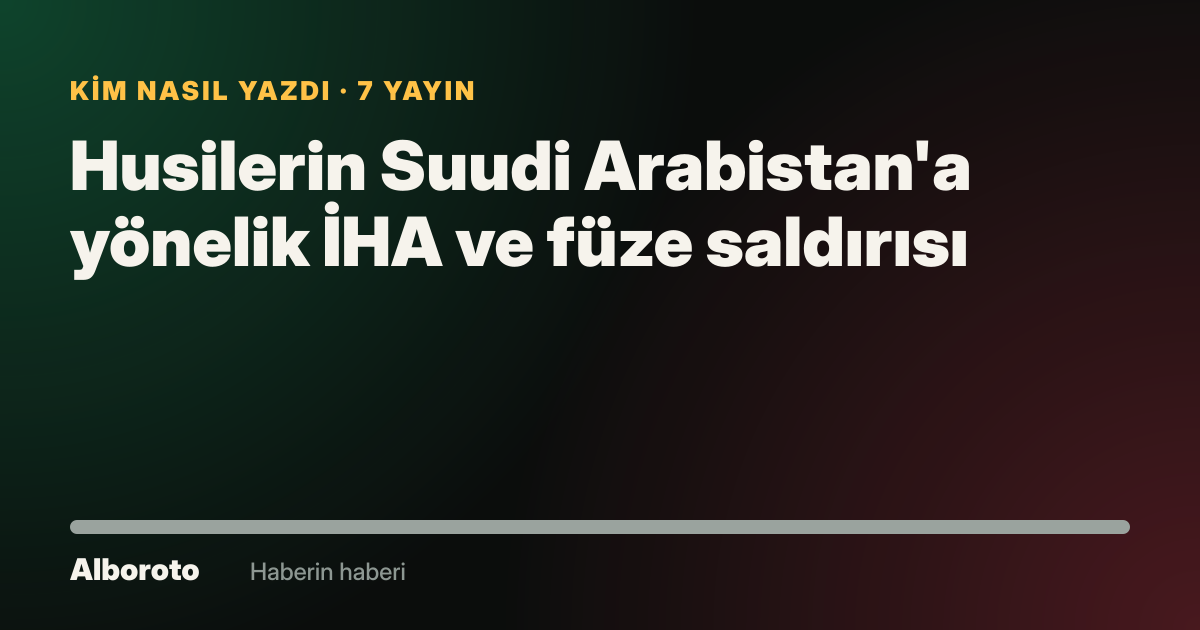 KİM NASIL YAZDI · 7 YAYIN
Husilerin Suudi Arabistan'a
yönelik İHA ve füze saldırısı
Alboroto
Haberin haberi